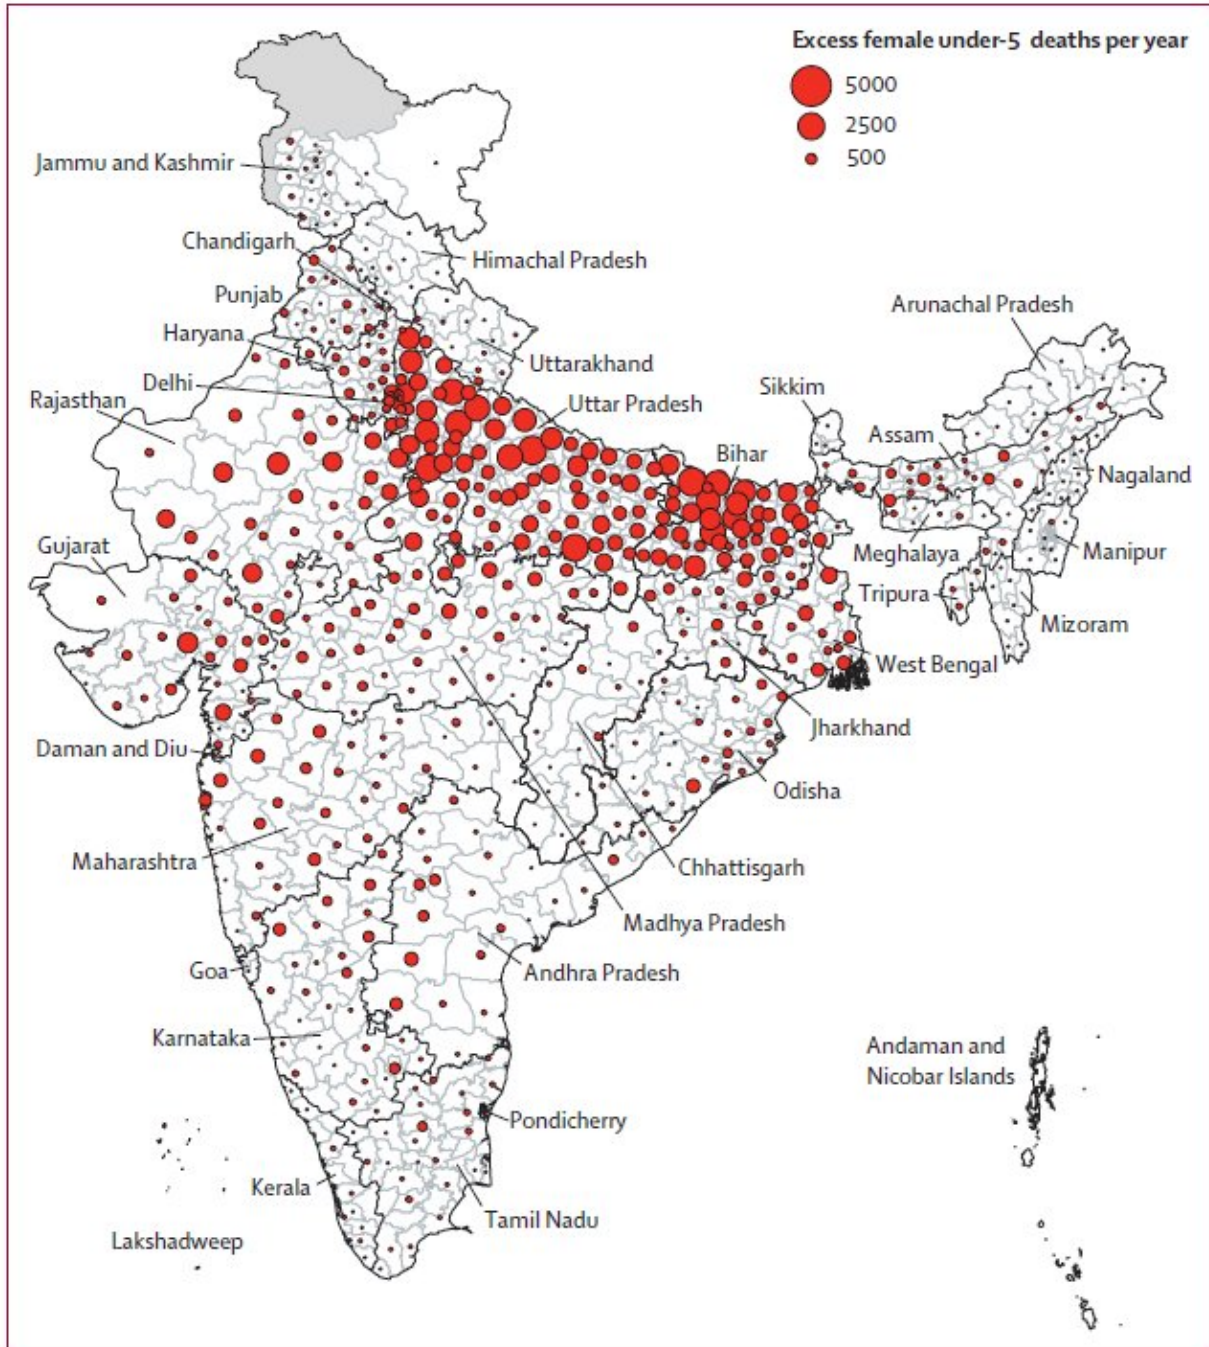 Excess female under-5 deaths per year
5000
2500
500
Jammu and Kashmir
Chandigarh
Himachal Pradesh
Punjab
Arunachal Pradesh
Haryana
Uttarakhand
Delhi
Sikkim
Rajasthan
Uttar Pradesh
Assam
Bihar
Nagaland
Gujarat
Meghalaya
Manipur
Tripura
Mizoram
West Bengal
Jharkhand
Daman and Diu
Odisha
Maharashtra
Chhattisgarh
Madhya Pradesh
Goa
Andhra Pradesh
Karnataka
Andaman and
Nicobar Islands
Pondicherry
Kerala
Tamil Nadu
Lakshadweep